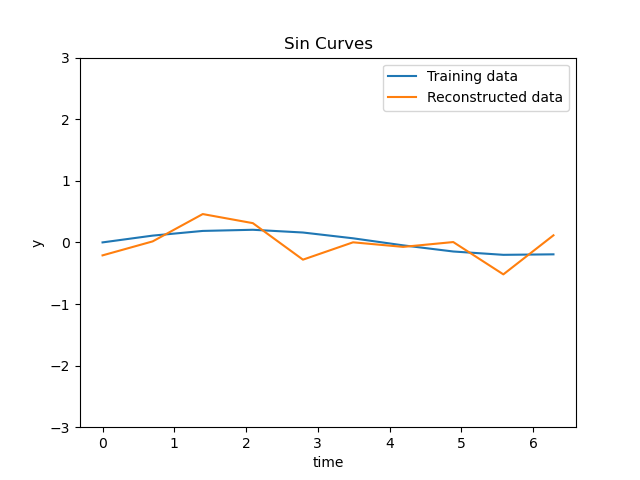 Sin Curves
Training data
Reconstructed data
3
2
1
0
−1
−2
−3
y
0 1 2 3 4 5 6
time